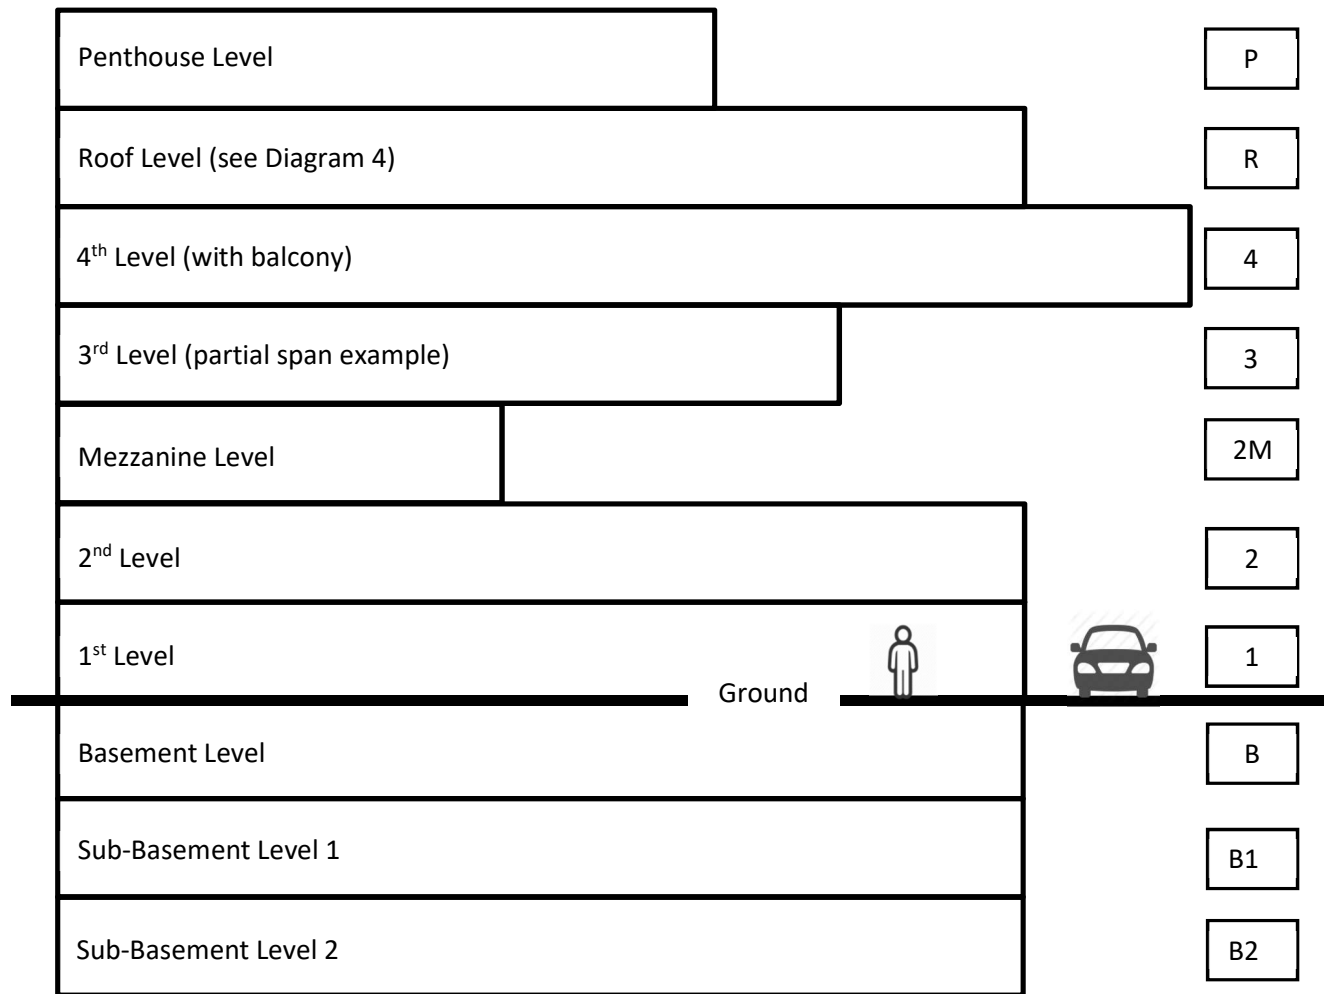 Penthouse Level
P
Roof Level (see Diagram 4)
R
4th Level (with balcony)
4
3rd Level (partial span example)
3
Mezzanine Level
2M
2nd Level
2
1st Level
1
Ground
Basement Level
B
Sub-Basement Level 1
B1
Sub-Basement Level 2
B2